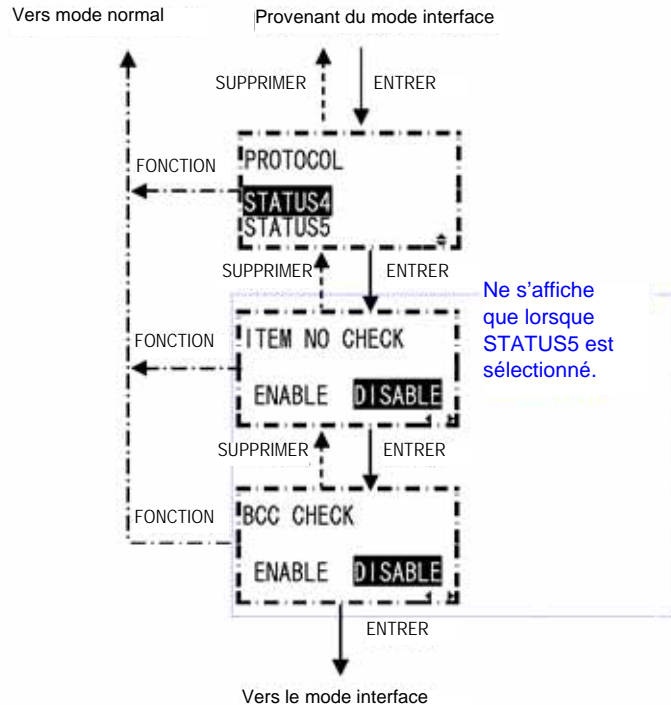 Vers mode normal
Provenant du mode interface
SUPPRIMER
ENTRER
PROTOCOL
FONCTION
STATUS4
STATUS5
SUPPRIMER
ENTRER
Ne s'affiche
que lorsque
STATUS5 est
sélectionné.
ITEM NO CHECK
FONCTION
ENABLE DISABLE
SUPPRIMER
ENTRER
FONCTION
BCC CHECK
ENABLE DISABLE
ENTRER
Vers le mode interface